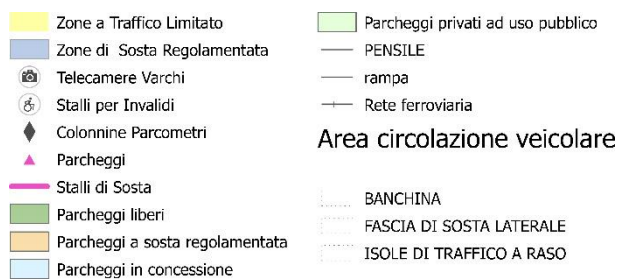 Zone a Traffico Limitato
Zone di Sosta Regolamentata
Telecamere Varchi
Stalli per Invalidi
Colonnine Parcometri
Parcheggi
Stalli di Sosta
Parcheggi liberi
Parcheggi a sosta regolamentata
Parcheggi in concessione
Parcheggi privati ad uso pubblico
PENSILE
rampa
Rete ferroviaria
Area circolazione veicolare
BANCHINA
FASCIA DI SOSTA LATERALE
ISOLE DI TRAFFICO A RASO